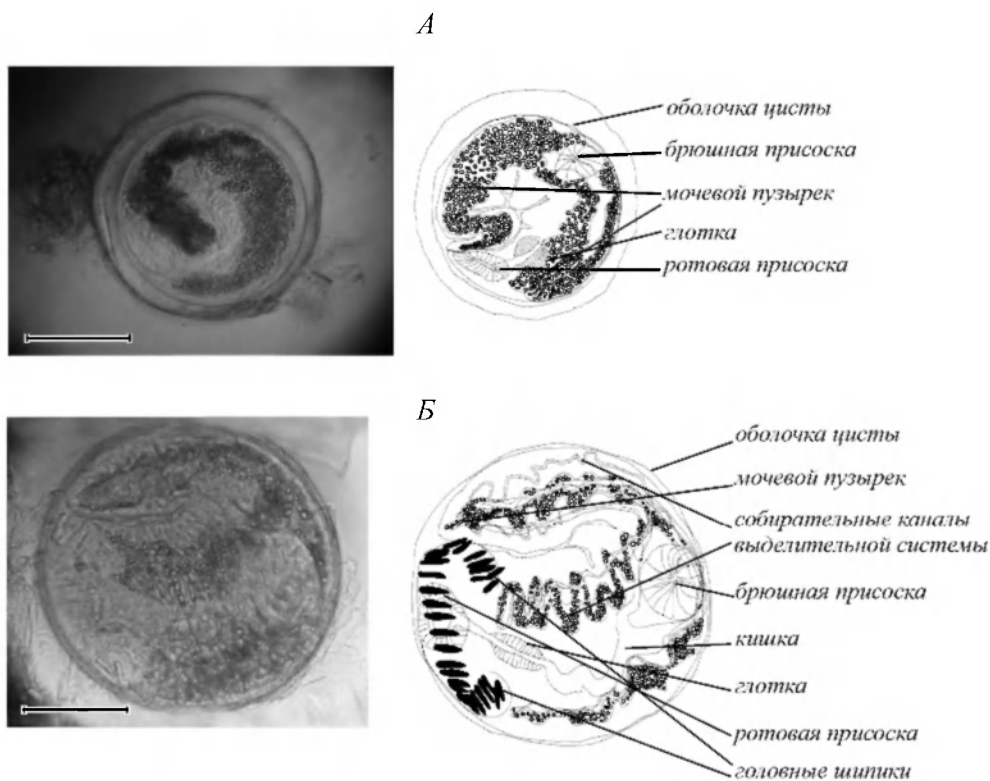 А
оболочка цисты
брюшная присоска
мочевой пузырек
глотка
ротовая присоска
Б
оболочка цисты
мочевой пузырек
собирательные каналы
выделительной системы
брюшная присоска
кишка
глотка
ротовая присоска
головные шипики